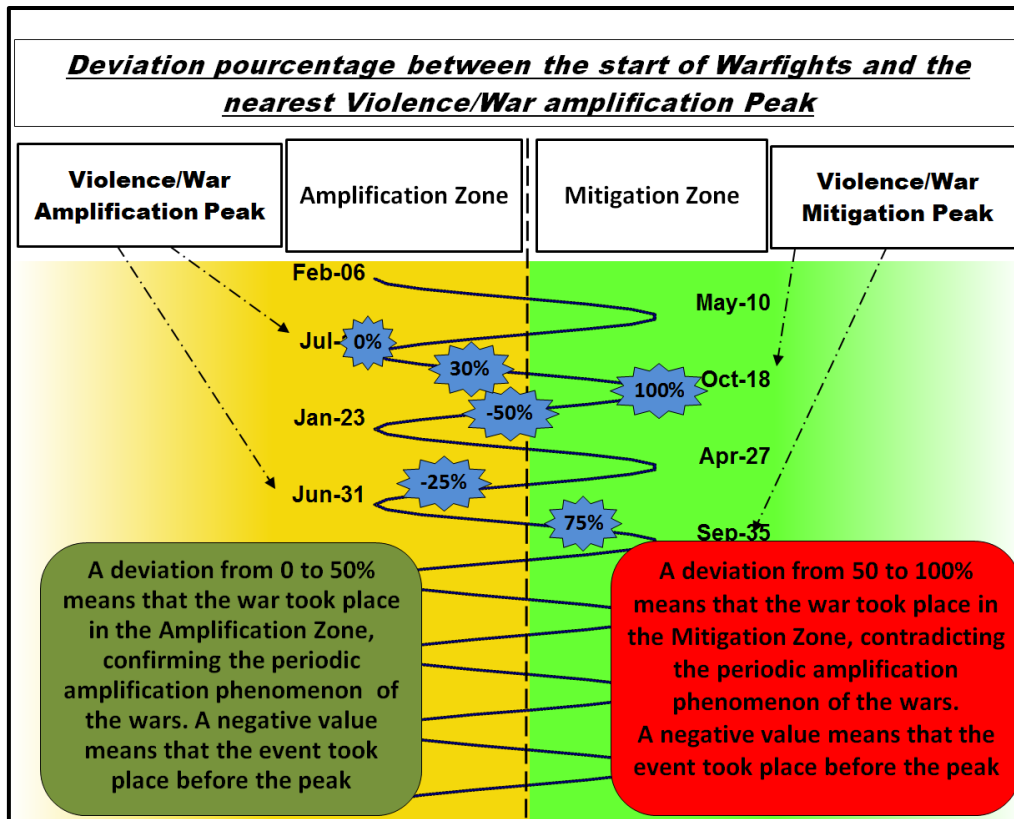 Deviation pourcentage between the start of Warfights and the
nearest Violence/War amplification Peak
Violence/War
Amplification Peak
Amplification Zone
Mitigation Zone
Violence/War
Mitigation Peak
Feb-06
May-10
Jul-
0%
30%
100%
Oct-18
-50%
Jan-23
Apr-27
-25%
Jun-31
75%
Sep-35
A deviation from 0 to 50%
means that the war took place
in the Amplification Zone,
confirming the periodic
amplification phenomenon of
the wars. A negative value
means that the event took
place before the peak
A deviation from 50 to 100%
means that the war took place in
the Mitigation Zone, contradicting
the periodic amplification
phenomenon of the wars.
A negative value means that the
event took place before the peak